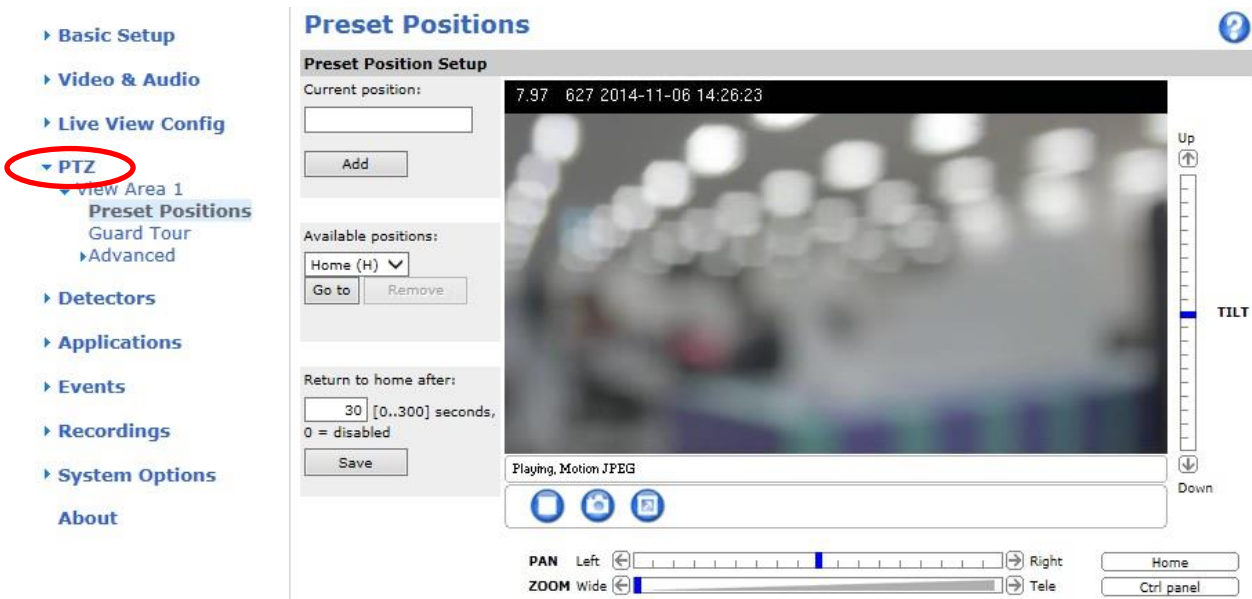 Basic Setup
Video & Audio
Live View Config
PTZ
View Area 1
Preset Positions
Guard Tour
Advanced
Detectors
Applications
Events
Recordings
System Options
About
Preset Positions
?
Preset Position Setup
Current position:
Add
Available positions:
Home (H)
Go to Remove
Return to home after:
30 [0..300] seconds,
0 = disabled
Save
7.97 627 2014-11-06 14:26:23
Playing, Motion JPEG
Up
TILT
Down
PAN Left Right Home
ZOOM Wide Tele Ctrl panel